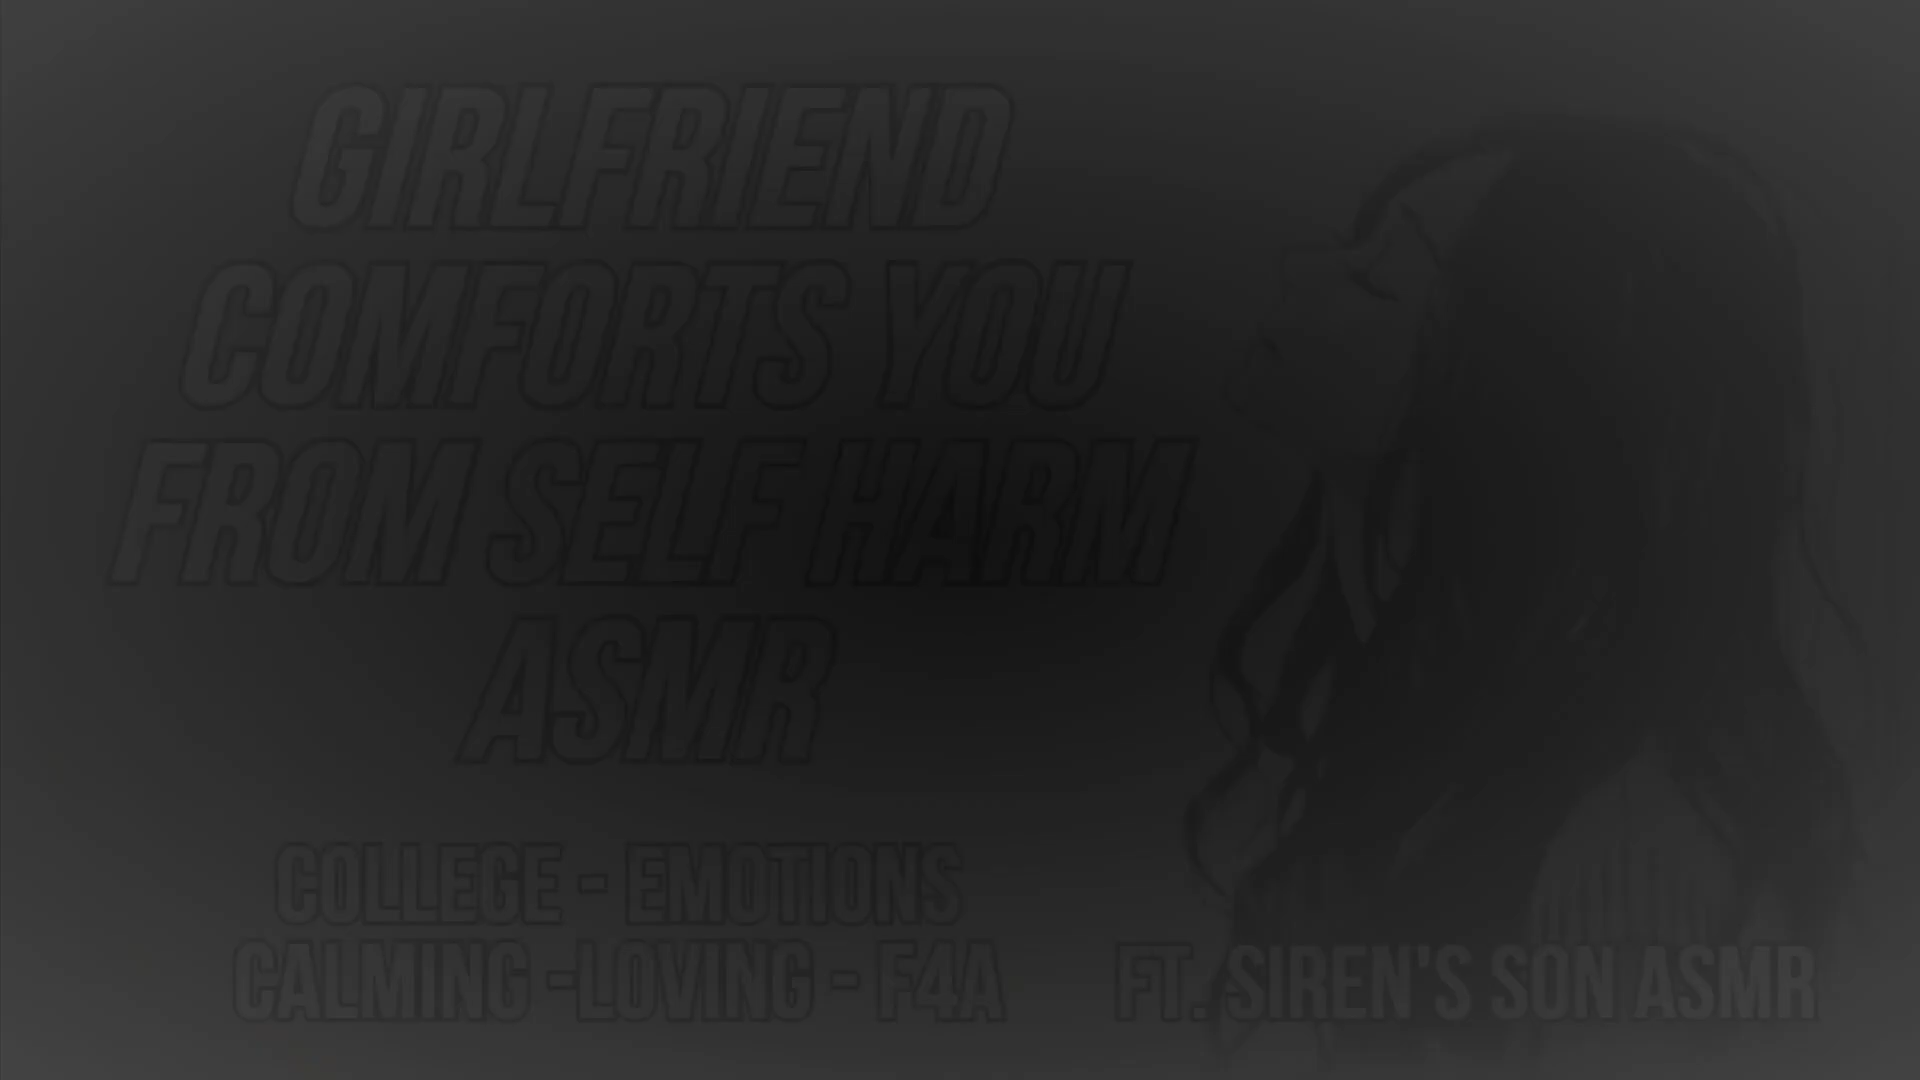 GIRLFRIEND
COMFORTS YOU
FROM SELF HARM
ASMR
COLLEGE - EMOTIONS
CALMING -LOVING - F4A
FT. SIREN'S SON ASMR